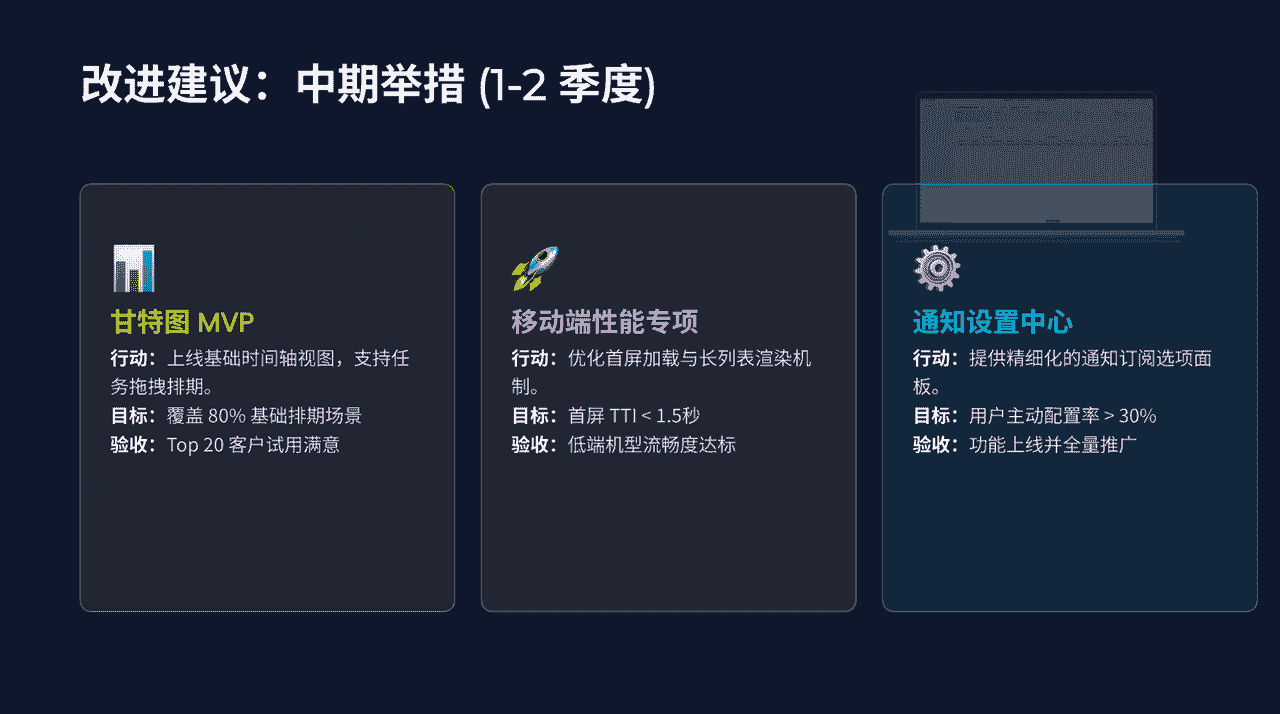 改进建议：中期举措 (1-2 季度)
甘特图 MVP
行动：上线基础时间轴视图，支持任
务拖拽排期。
目标：覆盖 80% 基础排期场景
验收：Top 20 客户试用满意
移动端性能专项
行动：优化首屏加载与长列表渲染机
制。
目标：首屏 TTI < 1.5秒
验收：低端机型流畅度达标
通知设置中心
行动：提供精细化的通知订阅选项面
板。
目标：用户主动配置率 > 30%
验收：功能上线并全量推广